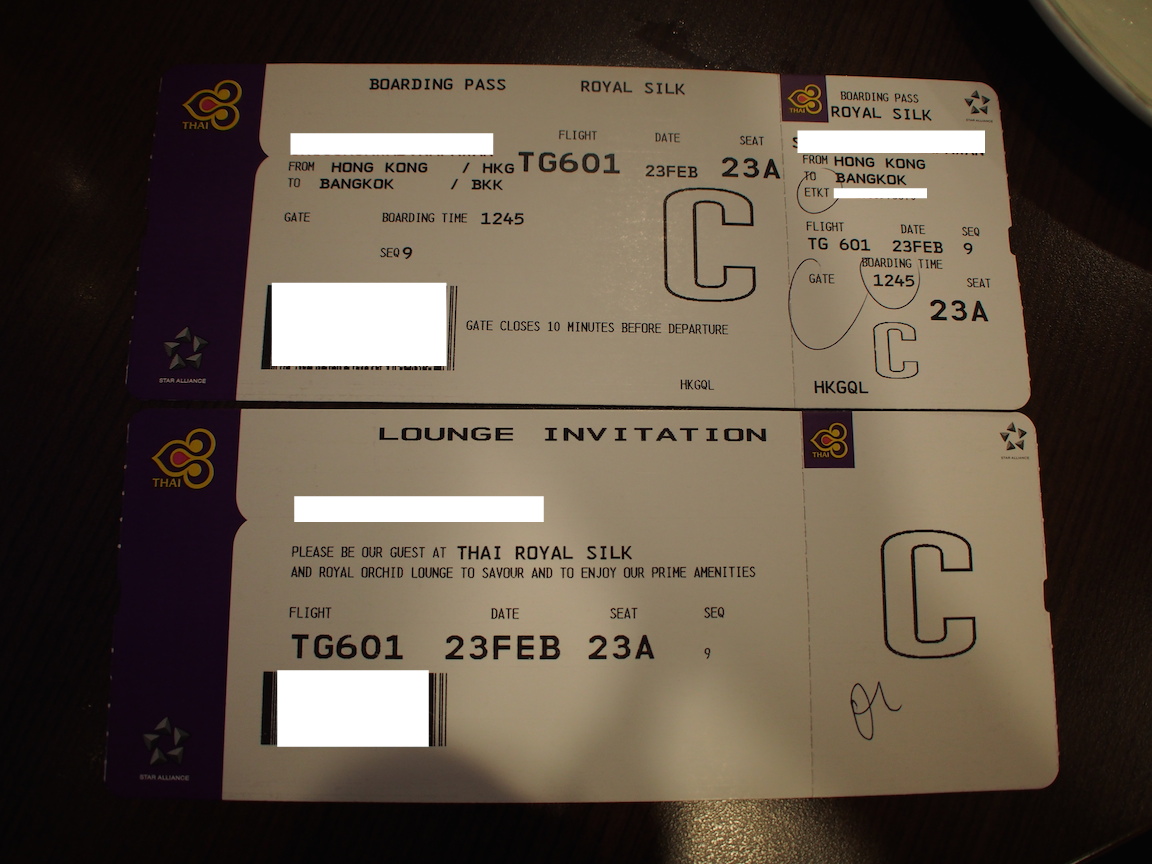 BOARDING PASS ROYAL SILK
THAI
FLIGHT DATE SEAT
FROM HONG KONG / HKG TG601 23FEB 23A
TO BANGKOK / BKK
C
GATE BOARDING TIME 1245
SEQ 9
GATE CLOSES 10 MINUTES BEFORE DEPARTURE
STAR ALLIANCE
HKGQL
THAI
BOARDING PASS
ROYAL SILK
STAR ALLIANCE
FROM HONG KONG
TO BANGKOK
ETKT
FLIGHT DATE SEQ
TG 601 23FEB 9
BOARDING TIME
GATE 1245 SEAT
23A
C
HKGQL
LOUNGE INVITATION
THAI
PLEASE BE OUR GUEST AT THAI ROYAL SILK
AND ROYAL ORCHID LOUNGE TO SAVOUR AND TO ENJOY OUR PRIME AMENITIES
FLIGHT DATE SEAT SEQ
TG601 23FEB 23A 9
STAR ALLIANCE
THAI
STAR ALLIANCE
C